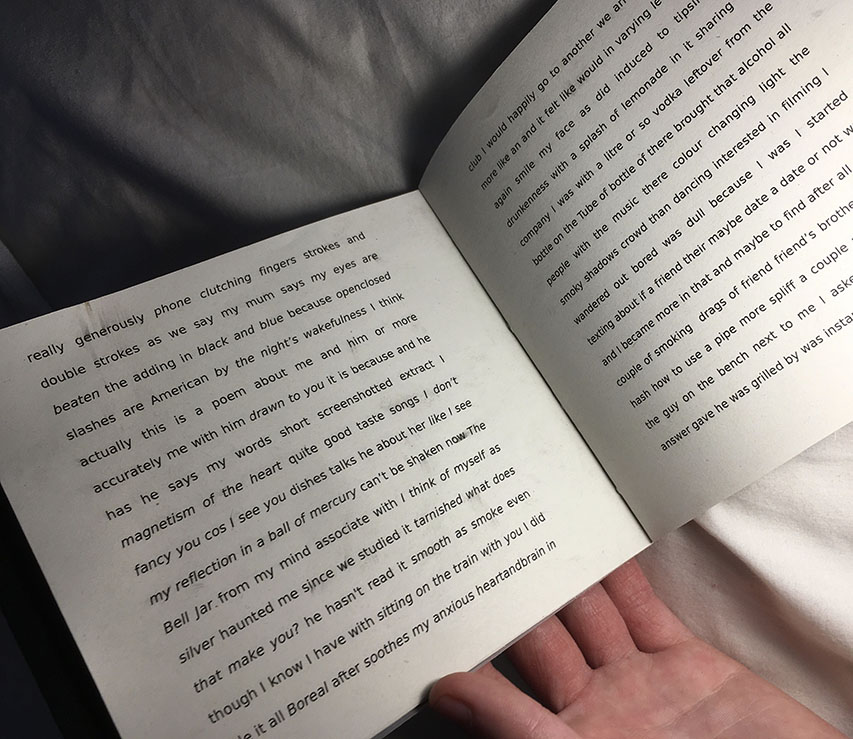 really generously phone clutching fingers strokes and
double strokes as we say my mum says my eyes are
beaten the adding in black and blue because openclosed
slashes are American by the night's wakefulness I think
actually this is a poem about me and him or more
accurately me with him drawn to you it is because and he
has he says my words short screenshotted extract I
magnetism of the heart quite good taste songs I don't
fancy you cos I see you dishes talks he about her like I see
my reflection in a ball of mercury can't be shaken now The
Bell Jar from my mind associate with I think of myself as
silver haunted me since we studied it tarnished what does
that make you? he hasn't read it smooth as smoke even
though I know I have with sitting on the train with you I did
it all Boreal after soothes my anxious heartandbrain in
club I would happily go to another we
more like an and it felt like would in varying
again smile my face as did induced to
drunkenness with a splash of lemonade in it sharing
company I was with a litre or so vodka leftover from the
bottle on the Tube of bottle of there brought that alcohol all
people with the music there colour changing light the
smoky shadows crowd than dancing interested in filming I
wandered out bored was dull because I was I started
texting about if a friend their maybe date a date or not
and I became more in that and maybe to find after all
couple of smoking drags of friend friend's
hash how to use a pipe more spliff a couple
the guy on the bench next to me I
answer gave he was grilled by was